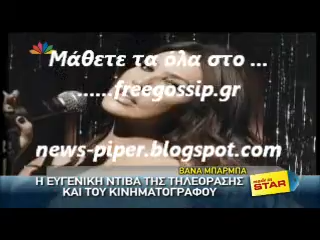 Μάθετε τα όλα στο ...
......freegossip.gr
news-piper.blogspot.com
ΒΑΝΑ ΜΠΑΡΜΠΑ
Η ΕΥΓΕΝΙΚΗ ΝΤΙΒΑ ΤΗΣ ΤΗΛΕΟΡΑΣΗΣ
ΚΑΙ ΤΟΥ ΚΙΝΗΜΑΤΟΓΡΑΦΟΥ
STAR